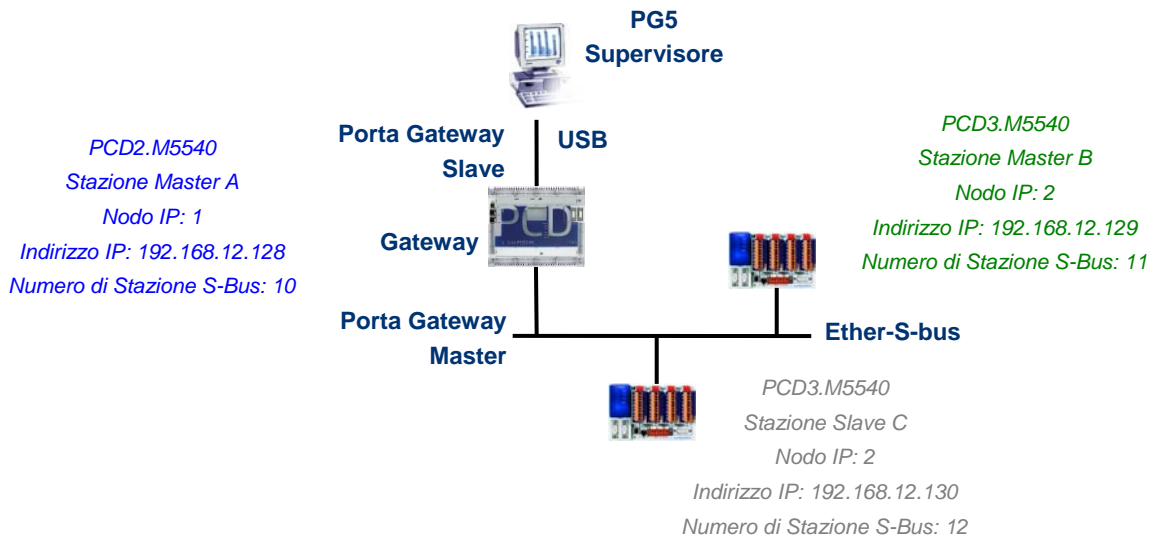 PG5
Supervisore
Porta Gateway
Slave
USB
PCD2.M5540
Stazione Master A
Nodo IP: 1
Indirizzo IP: 192.168.12.128
Numero di Stazione S-Bus: 10
PCD3.M5540
Stazione Master B
Nodo IP: 2
Indirizzo IP: 192.168.12.129
Numero di Stazione S-Bus: 11
Gateway
PCD
Porta Gateway
Master
Ether-S-bus
PCD3.M5540
Stazione Slave C
Nodo IP: 2
Indirizzo IP: 192.168.12.130
Numero di Stazione S-Bus: 12